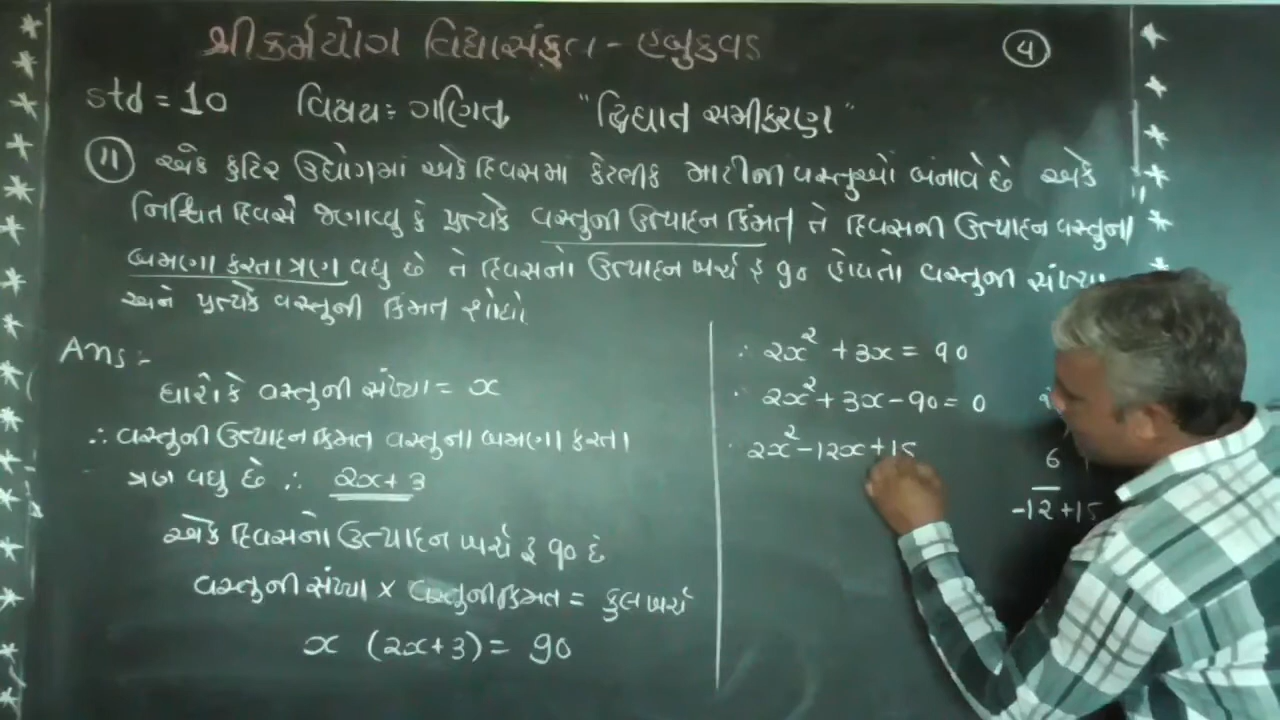 શ્રી કર્મયોગ વિદ્યાસંકુલ - હબુકવડ
4
std = 10 વિષય: ગણિત "દ્વિઘાત સમીકરણ"
(11) એક કુટિર ઉદ્યોગમાં એકદિવસમાં કેટલીક માટીની વસ્તુઓ બનાવે છે એક
નિશ્ચિત દિવસે જણાવ્યુ કે પ્રત્યેક વસ્તુની ઉત્પાદન કિંમત તે દિવસની ઉત્પાદન વસ્તુના
બમણા કરતા ત્રણ વધુ છે તે દિવસનો ઉત્પાદન ખર્ચ રૂ 90 હોયતો વસ્તુની સંખ્યા
અને પ્રત્યેક વસ્તુની કિંમત શોધો
Ans :-
ધારોકે વસ્તુની સંખ્યા = x
∴ વસ્તુની ઉત્પાદન કિમત વસ્તુના બમણા કરતા
ત્રણ વધુ છે ∴ 2x + 3
એક દિવસનો ઉત્પાદન ખર્ચ રૂ 90 છે
વસ્તુની સંખ્યા × વસ્તુની કિમત = કુલ ખર્ચ
x (2x+3) = 90
∴ 2x² + 3x = 90
∴ 2x² + 3x - 90 = 0
∴ 2x² - 12x + 15
6
-12 + 15